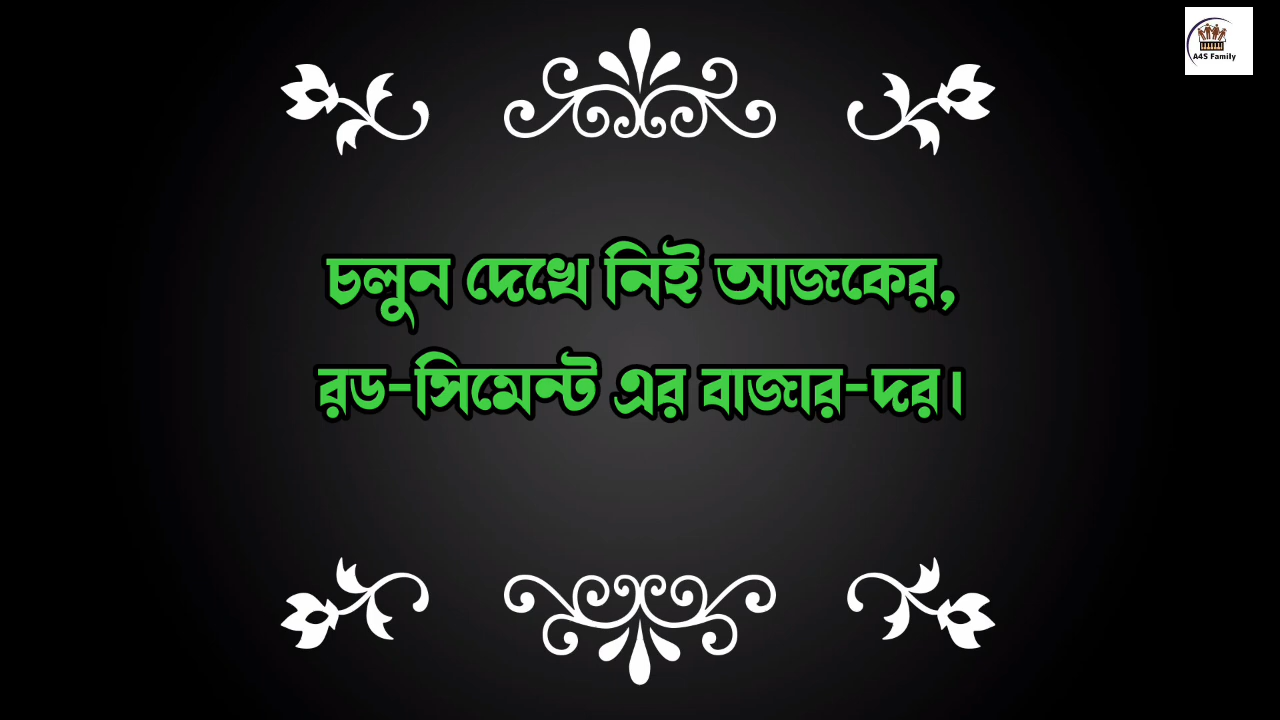 A4S Family
চলুন দেখে নিই আজকের,
রড-সিমেন্ট এর বাজার-দর।